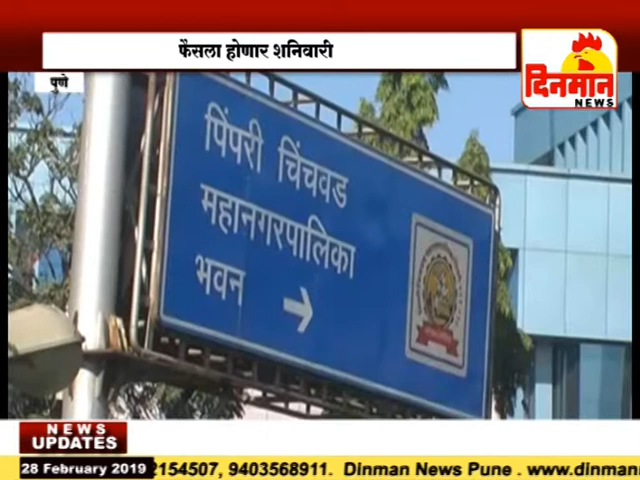 फैसला होणार शनिवारी
दिनमान
NEWS
पुणे
पिंपरी चिंचवड
महानगरपालिका
भवन
NEWS
UPDATES
28 February 2019
2154507, 9403568911. Dinman News Pune . www.dinman